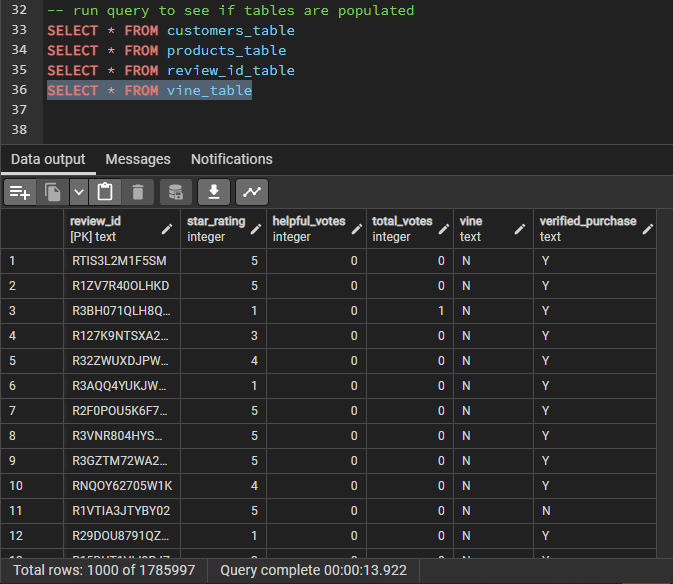 32 -- run query to see if tables are populated
33 SELECT * FROM customers_table
34 SELECT * FROM products_table
35 SELECT * FROM review_id_table
36 SELECT * FROM vine_table
37
38
Data output Messages Notifications
review_id star_rating helpful_votes total_votes vine verified_purchase
[PK] text integer integer integer text text
1 RTIS3L2M1F5SM 5 0 0 N Y
2 R1ZV7R40OLHKD 5 0 0 N Y
3 R3BH071QLH8Q... 1 0 1 N Y
4 R127K9NTSXA2... 3 0 0 N Y
5 R32ZWUXDJPW... 4 0 0 N Y
6 R3AQQ4YUKJW... 1 0 0 N Y
7 R2F0POU5K6F7... 5 0 0 N Y
8 R3VNR804HYS... 5 0 0 N Y
9 R3GZTM72WA2... 5 0 0 N Y
10 RNQOY62705W1K 4 0 0 N Y
11 R1VTIA3JTYBY02 5 0 0 N N
12 R29DOU8791QZ... 1 0 0 N Y
Total rows: 1000 of 1785997 Query complete 00:00:13.922